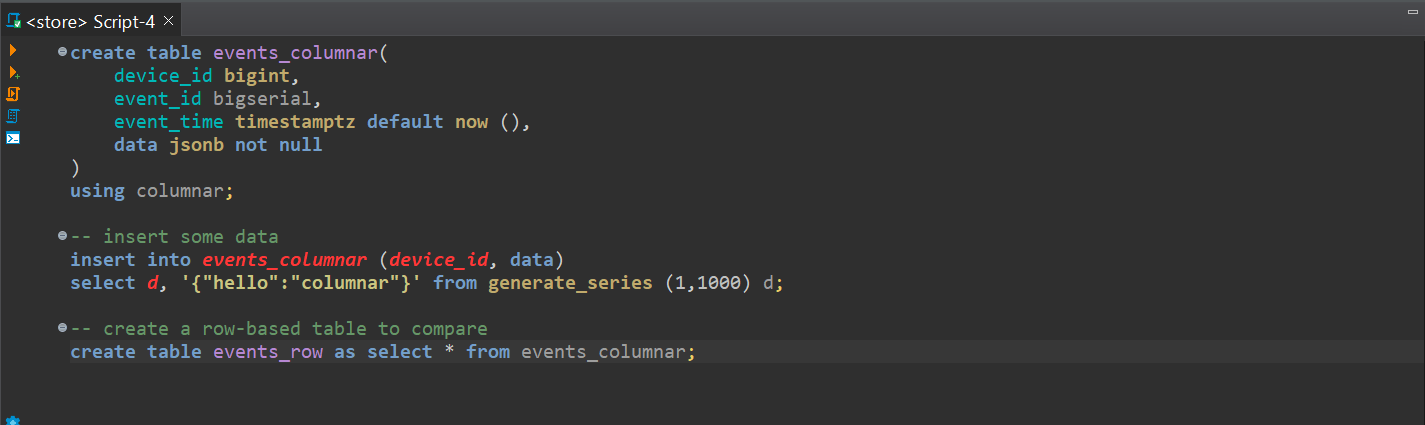 <store> Script-4
create table events_columnar(
    device_id bigint,
    event_id bigserial,
    event_time timestamptz default now (),
    data jsonb not null
)
using columnar;
-- insert some data
insert into events_columnar (device_id, data)
select d, '{"hello":"columnar"}' from generate_series (1,1000) d;
-- create a row-based table to compare
create table events_row as select * from events_columnar;